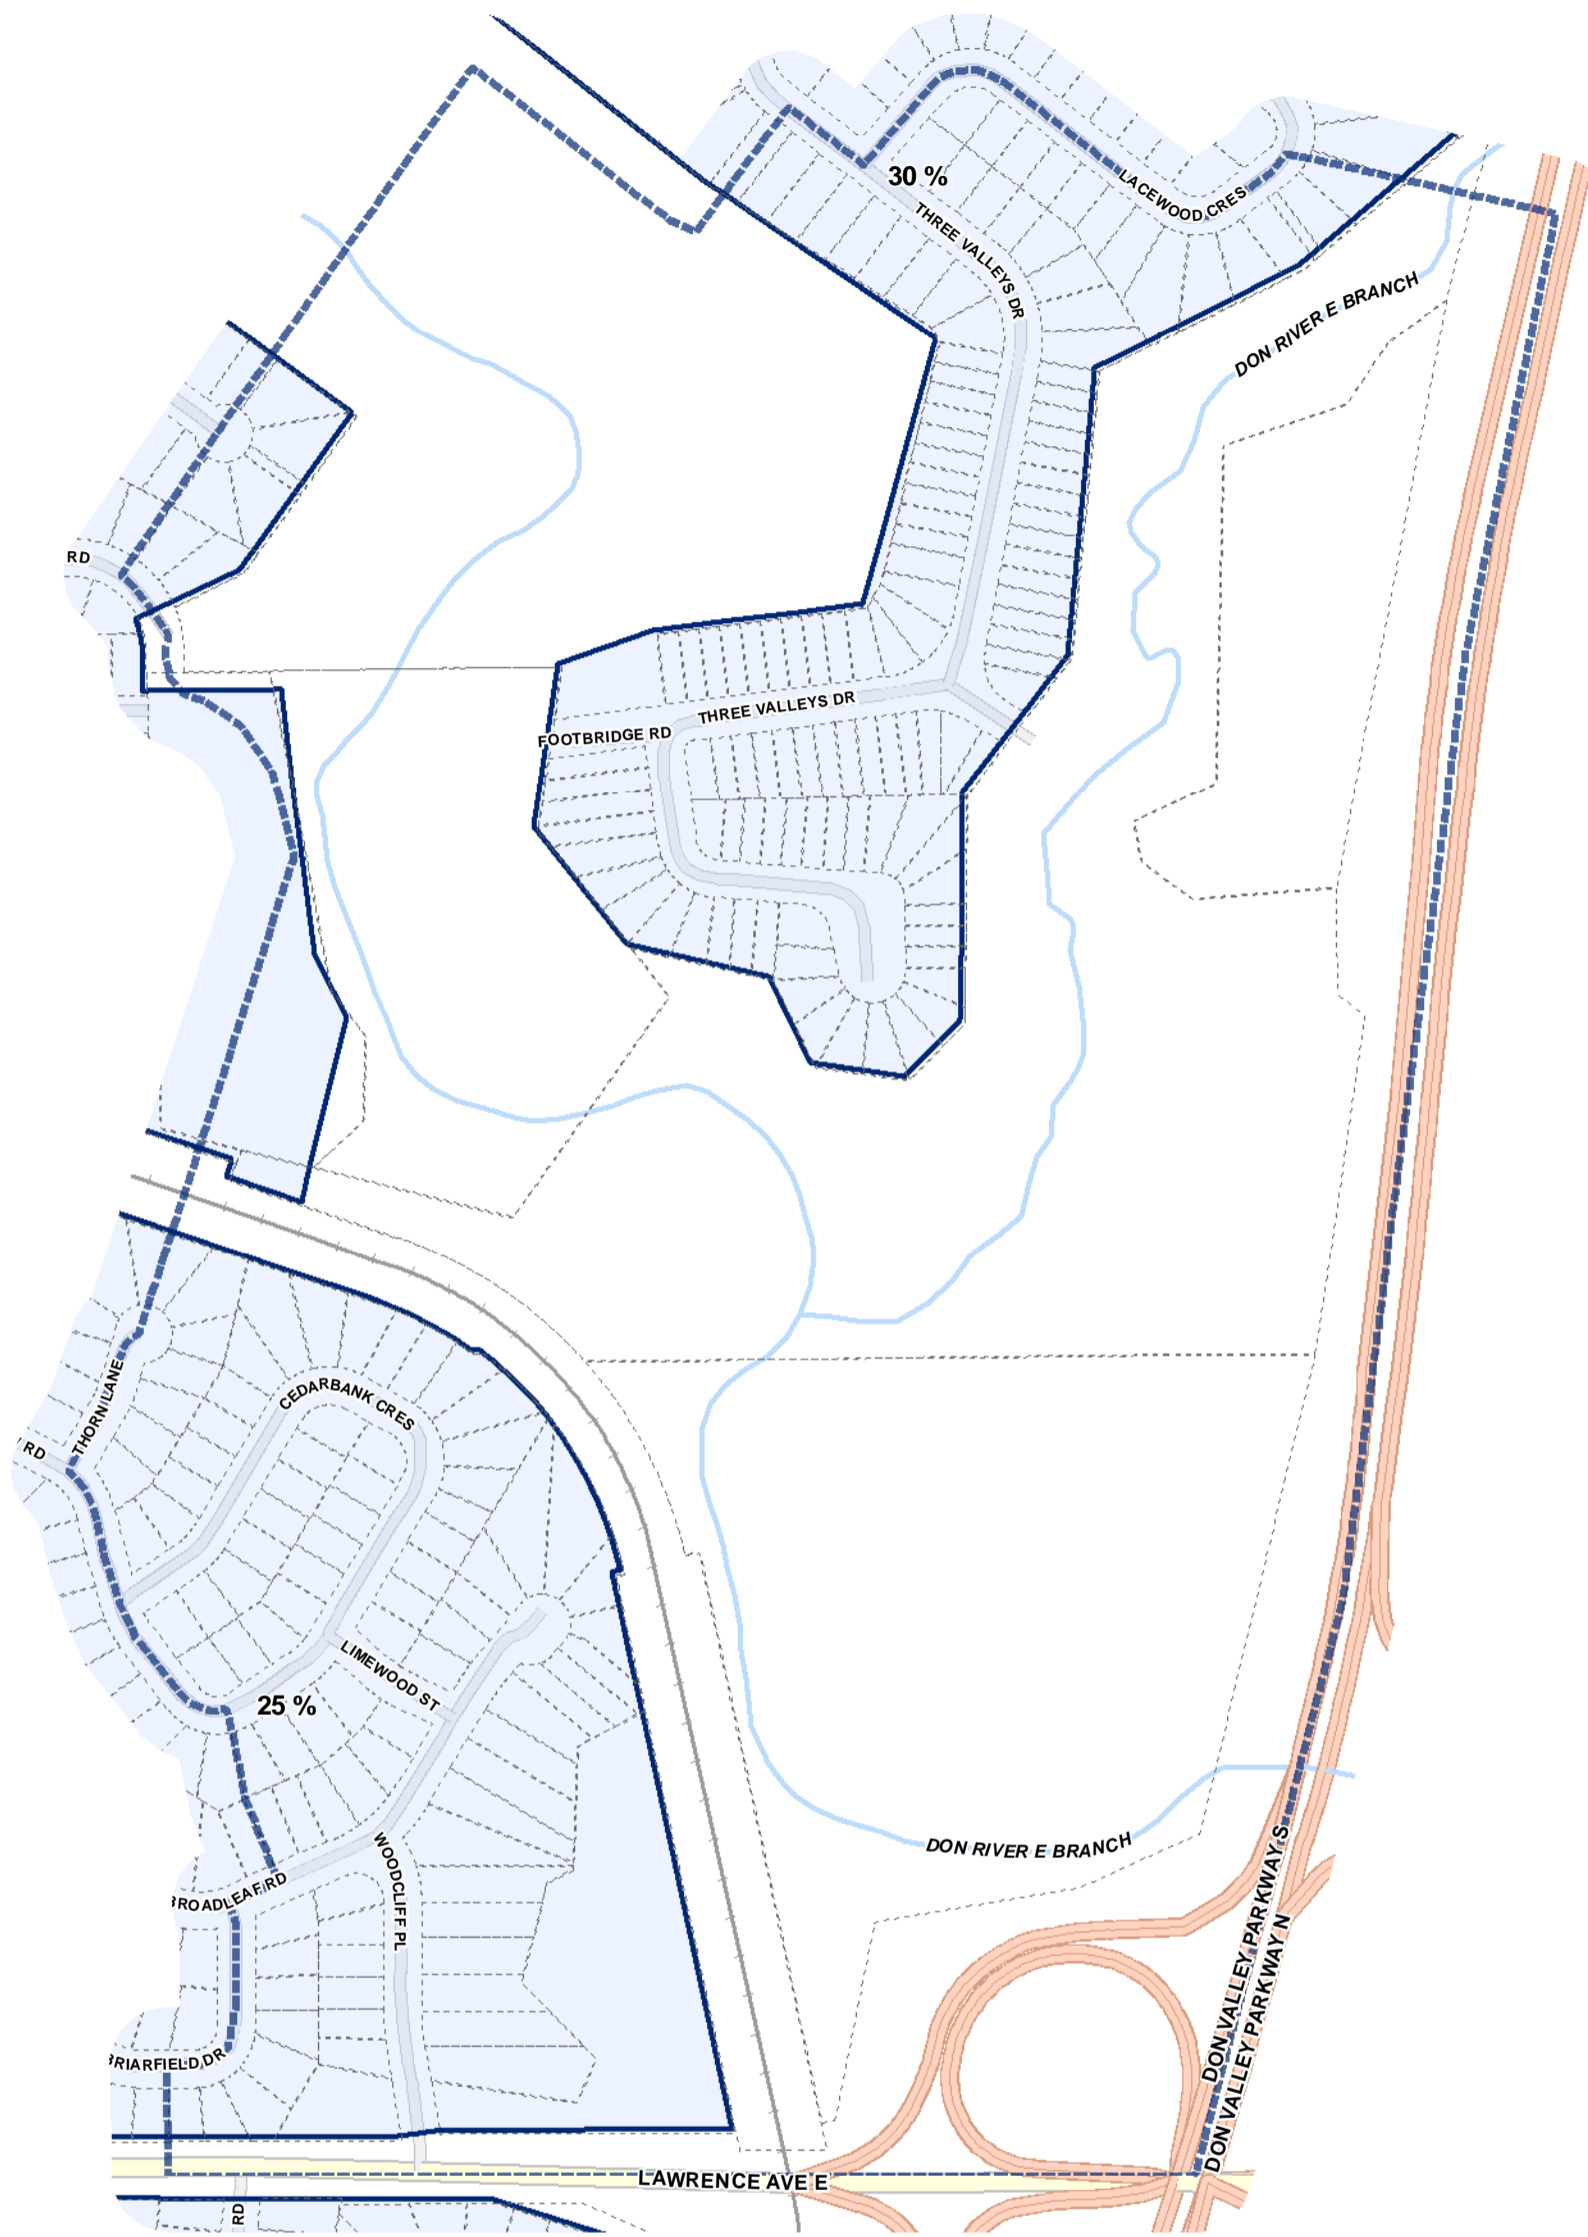 30 %
LACEWOOD CRES
THREE VALLEYS DR
DON RIVER E BRANCH
RD
THREE VALLEYS DR
FOOTBRIDGE RD
THORN LANE
CEDARBANK CRES
RD
LIMEWOOD ST
25 %
WOODCLIFF PL
DON RIVER E BRANCH
BROADLEAF RD
DON VALLEY PARKWAY S
DON VALLEY PARKWAY N
BRIARFIELD DR
LAWRENCE AVE E
RD